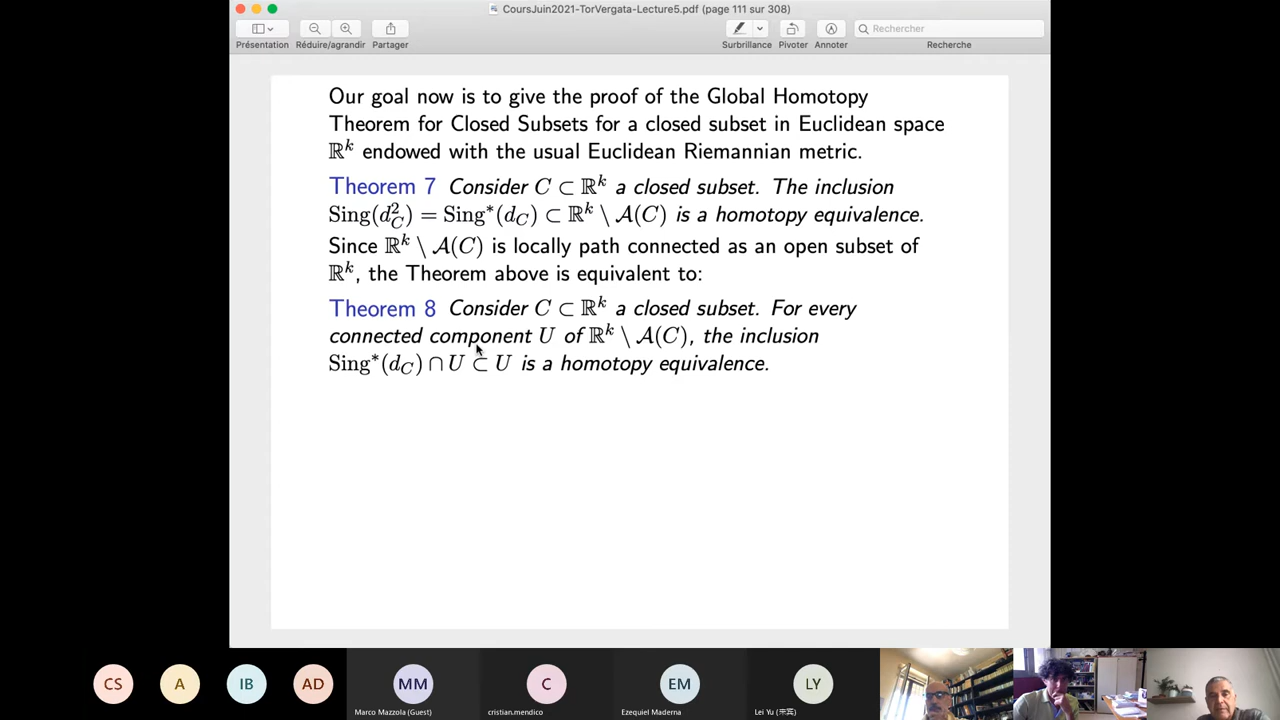 CoursJuin2021-TorVergata-Lecture5.pdf (page 111 sur 308)
Présentation
Réduire/agrandir
Partager
Surbrillance
Pivoter
Annoter
Rechercher
Recherche
Our goal now is to give the proof of the Global Homotopy
Theorem for Closed Subsets for a closed subset in Euclidean space
ℝ^k endowed with the usual Euclidean Riemannian metric.
Theorem 7 Consider C ⊂ ℝ^k a closed subset. The inclusion
Sing(d_C^2) = Sing*(d_C) ⊂ ℝ^k \ 𝒜(C) is a homotopy equivalence.
Since ℝ^k \ 𝒜(C) is locally path connected as an open subset of
ℝ^k, the Theorem above is equivalent to:
Theorem 8 Consider C ⊂ ℝ^k a closed subset. For every
connected component U of ℝ^k \ 𝒜(C), the inclusion
Sing*(d_C) ∩ U ⊂ U is a homotopy equivalence.
CS
A
IB
AD
MM
C
EM
LY
Marco Mazzola (Guest)
cristian.mendico
Ezequiel Maderna
Lei Yu